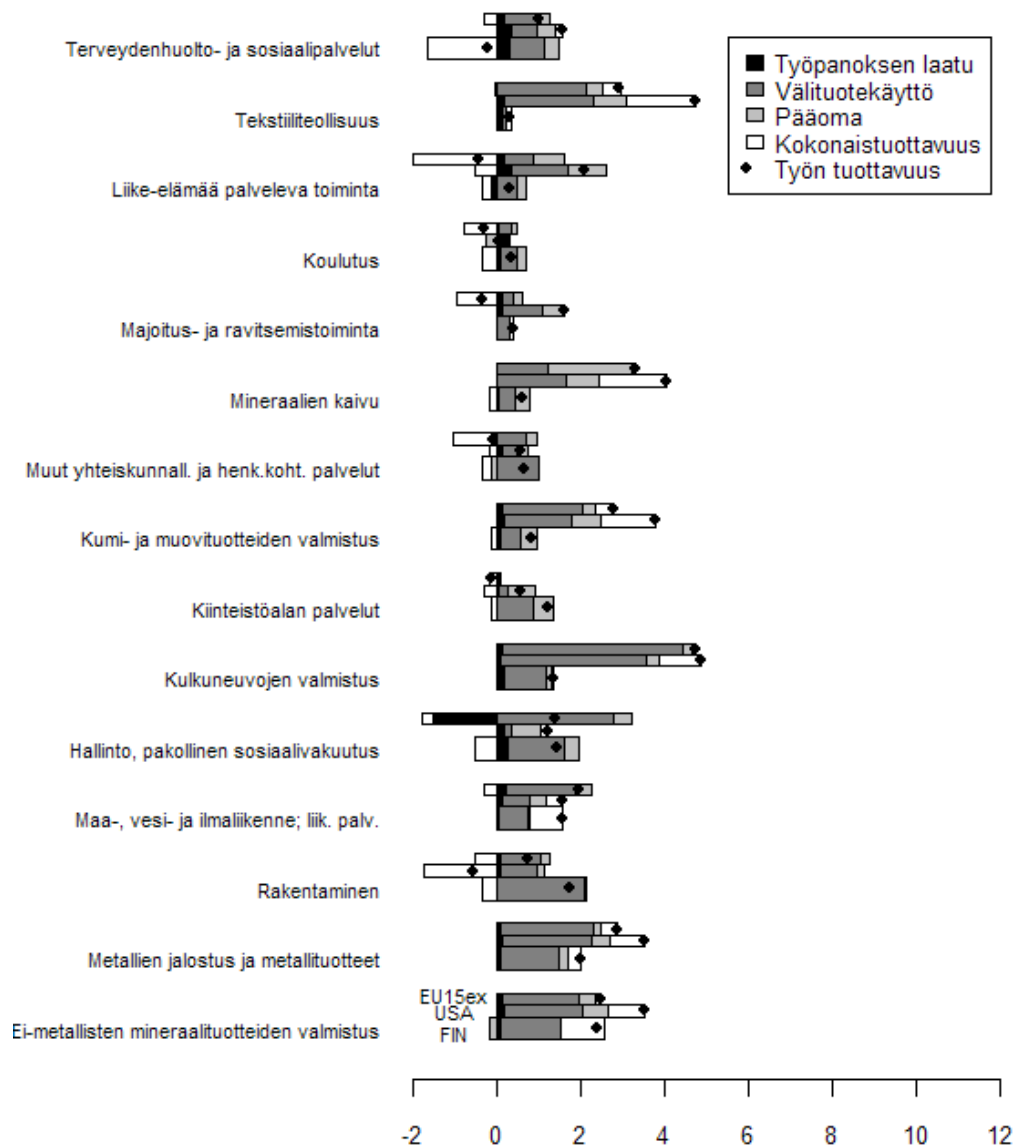 Terveydenhuolto- ja sosiaalipalvelut
Tekstiiliteollisuus
Liike-elämää palveleva toiminta
Koulutus
Majoitus- ja ravitsemistoiminta
Mineraalien kaivu
Muut yhteiskunnall. ja henk.koht. palvelut
Kumi- ja muovituotteiden valmistus
Kiinteistöalan palvelut
Kulkuneuvojen valmistus
Hallinto, pakollinen sosiaalivakuutus
Maa-, vesi- ja ilmaliikenne; liik. palv.
Rakentaminen
Metallien jalostus ja metallituotteet
Ei-metallisten mineraalituotteiden valmistus
EU15ex
USA
FIN
Työpanoksen laatu
Välituotekäyttö
Pääoma
Kokonaistuottavuus
Työn tuottavuus
-2 0 2 4 6 8 10 12